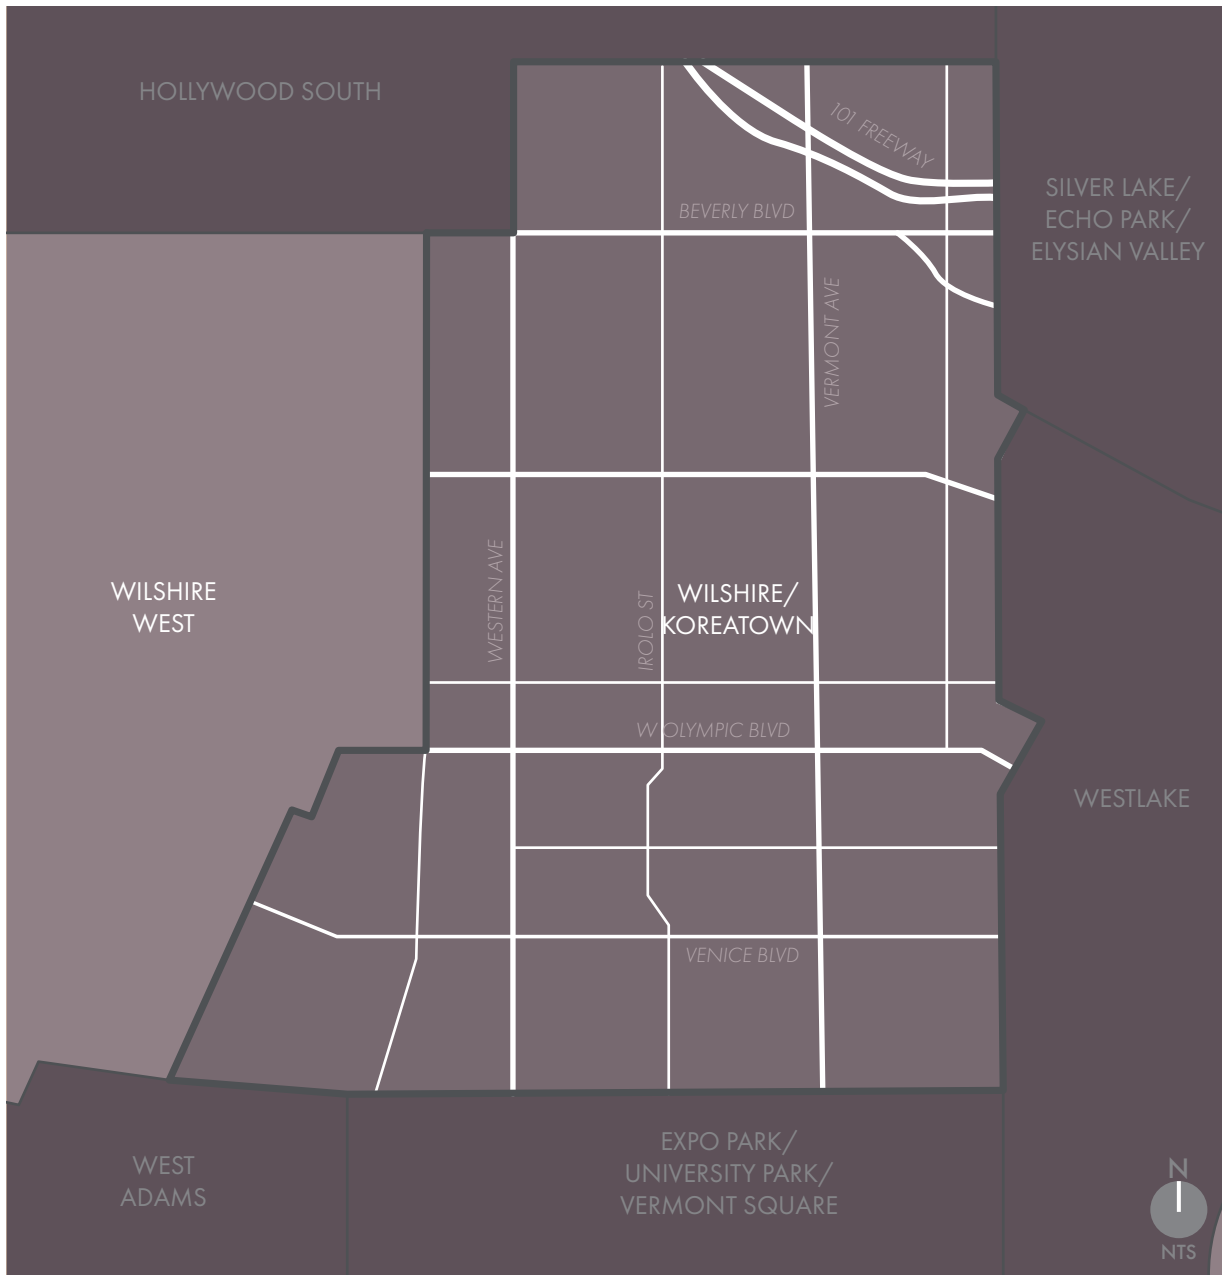 HOLLYWOOD SOUTH
101 FREEWAY
SILVER LAKE/
ECHO PARK/
ELYSIAN VALLEY
BEVERLY BLVD
VERMONT AVE
WILSHIRE
WEST
WESTERN AVE
IROLO ST
WILSHIRE/
KOREATOWN
W OLYMPIC BLVD
WESTLAKE
VENICE BLVD
WEST
ADAMS
EXPO PARK/
UNIVERSITY PARK/
VERMONT SQUARE
N
NTS